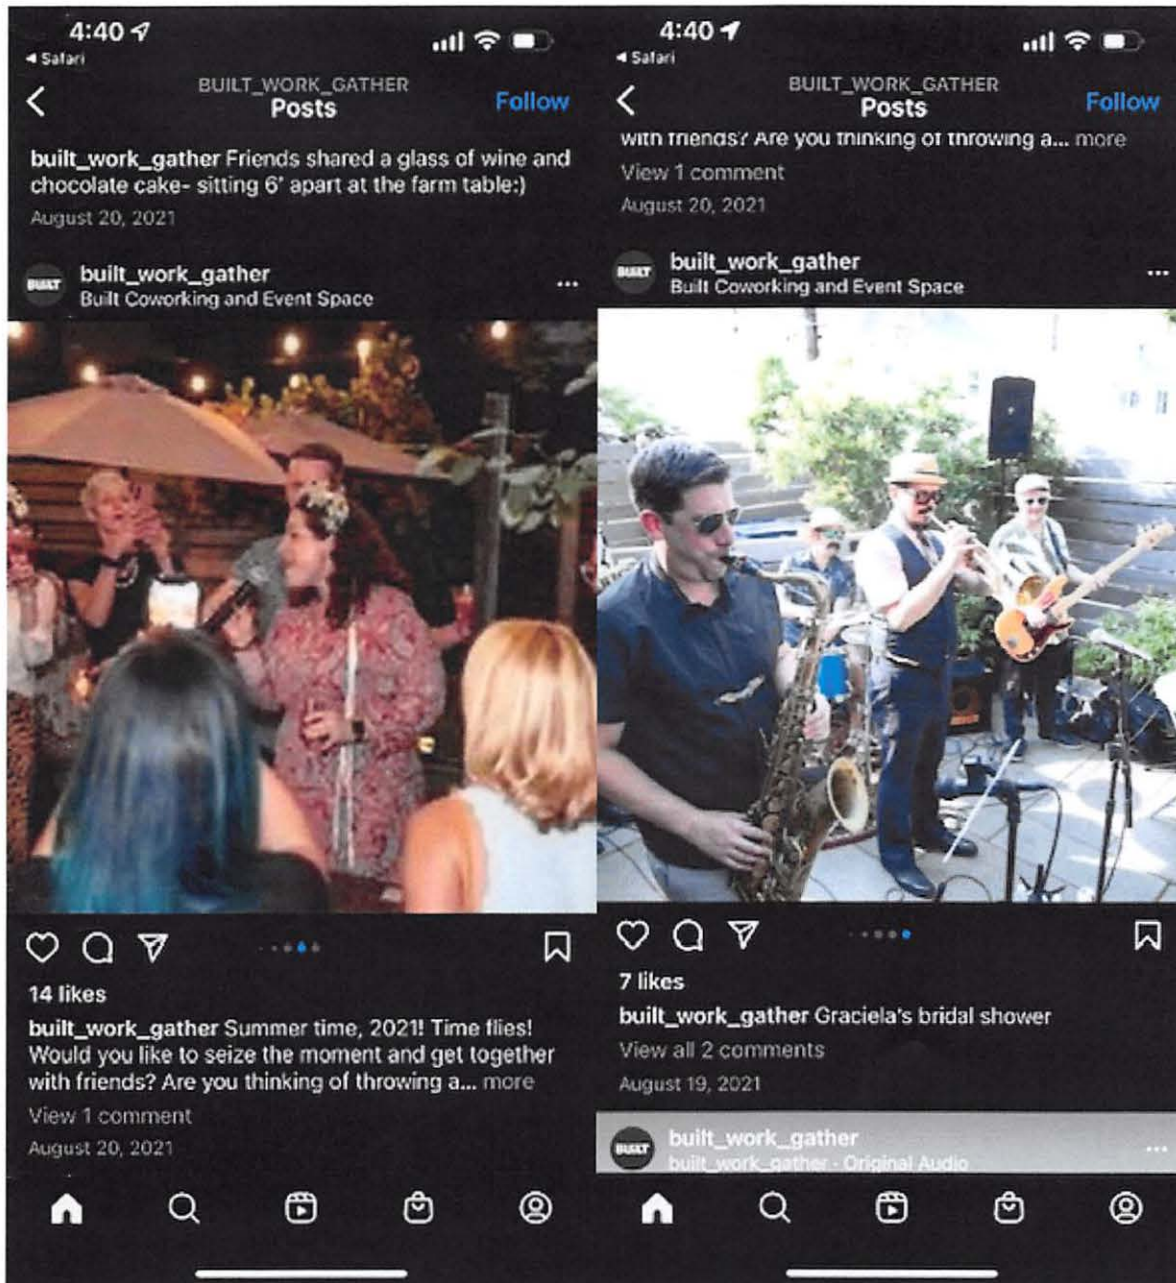 4:40
Safari
BUILT_WORK_GATHER
Posts
Follow
built_work_gather Friends shared a glass of wine and
chocolate cake- sitting 6' apart at the farm table:)
August 20, 2021
BUILT
built_work_gather
Built Coworking and Event Space
14 likes
built_work_gather Summer time, 2021! Time flies!
Would you like to seize the moment and get together
with friends? Are you thinking of throwing a... more
View 1 comment
August 20, 2021
4:40
Safari
BUILT_WORK_GATHER
Posts
Follow
with friends? Are you thinking of throwing a... more
View 1 comment
August 20, 2021
BUILT
built_work_gather
Built Coworking and Event Space
7 likes
built_work_gather Graciela's bridal shower
View all 2 comments
August 19, 2021
BUILT
built_work_gather
built_work_gather · Original Audio